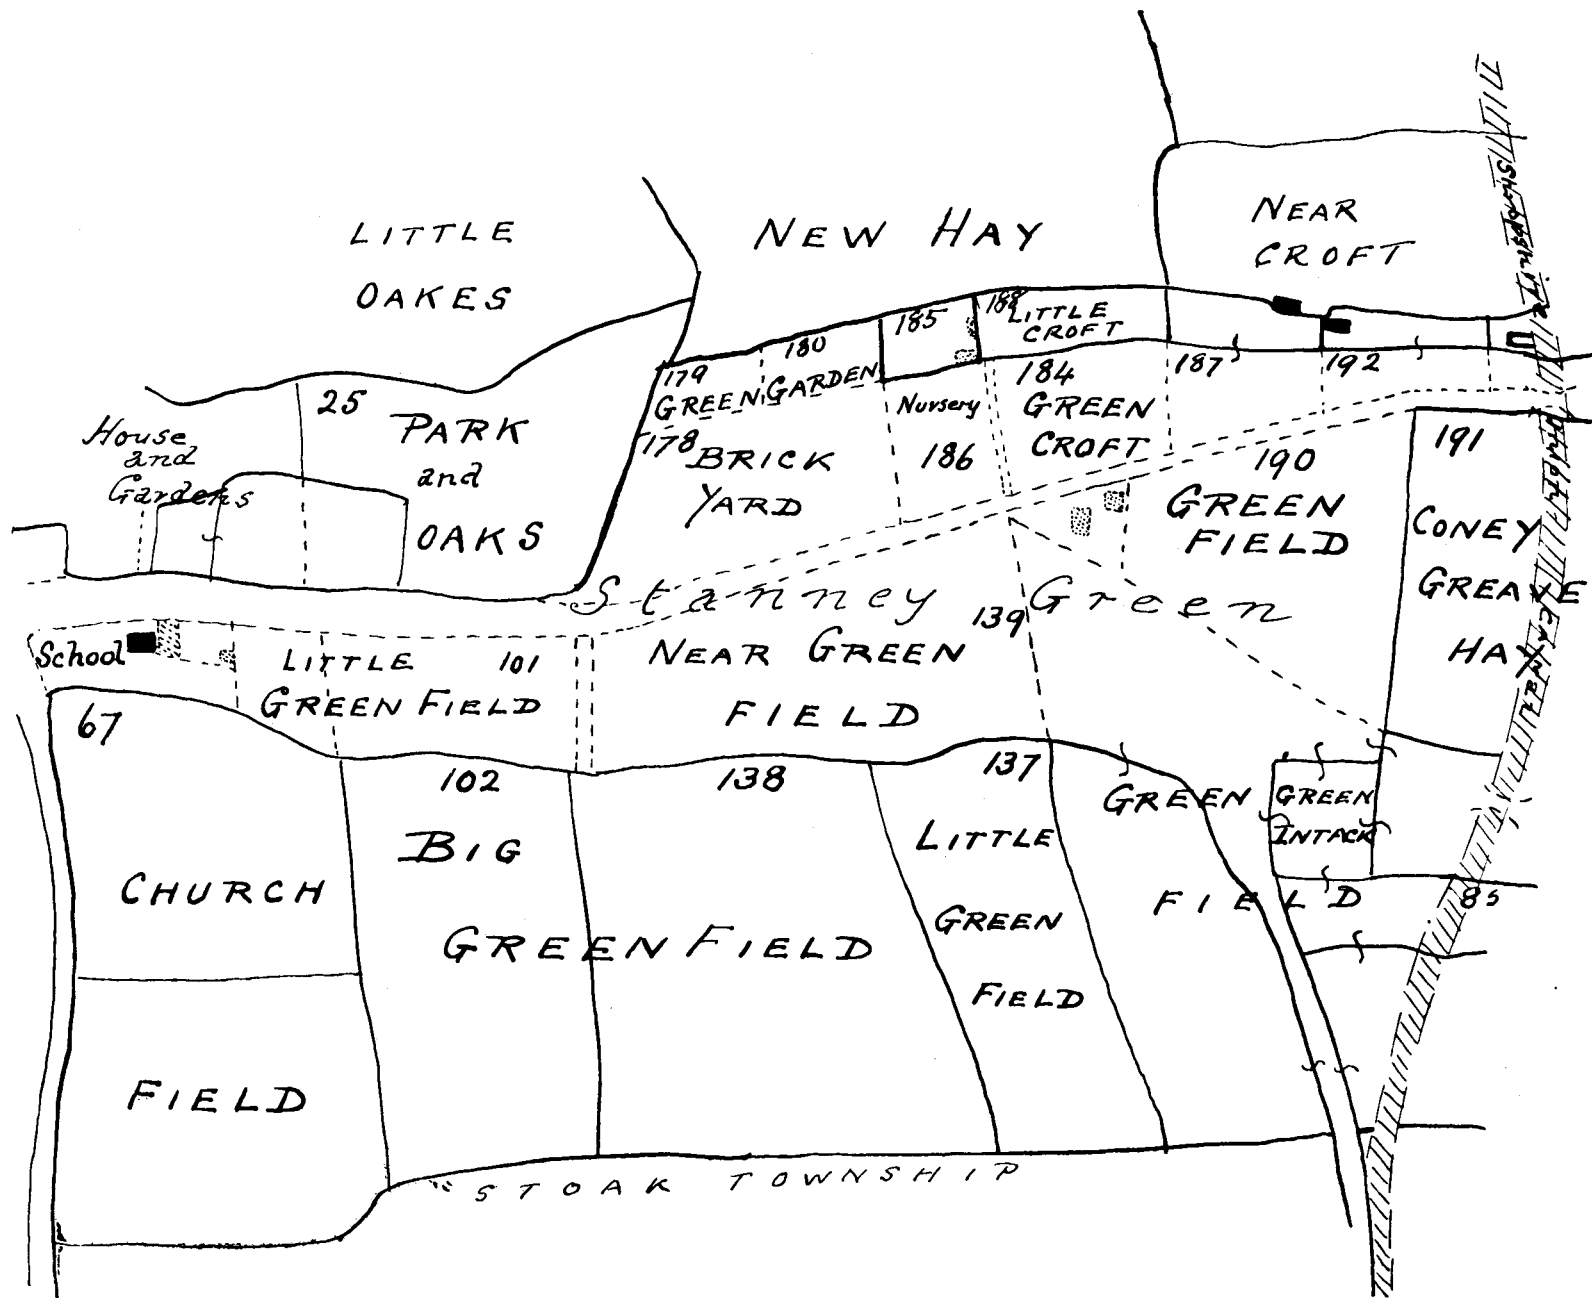 LITTLE
OAKES
NEW HAY
NEAR
CROFT
25
PARK
and
OAKS
House
and
Gardens
179
180
GREEN GARDEN
185
188
LITTLE
CROFT
178
BRICK
YARD
Nursery
186
184
GREEN
CROFT
187
192
190
GREEN
FIELD
191
CONEY
GREAVE
HAY
Shropshire
Union
Canal
Stanney Green
School
LITTLE 101
GREEN FIELD
139
NEAR GREEN
FIELD
67
CHURCH
FIELD
102
138
BIG
GREEN FIELD
137
LITTLE
GREEN
FIELD
GREEN
FIELD
GREEN
INTACK
85
STOAK TOWNSHIP